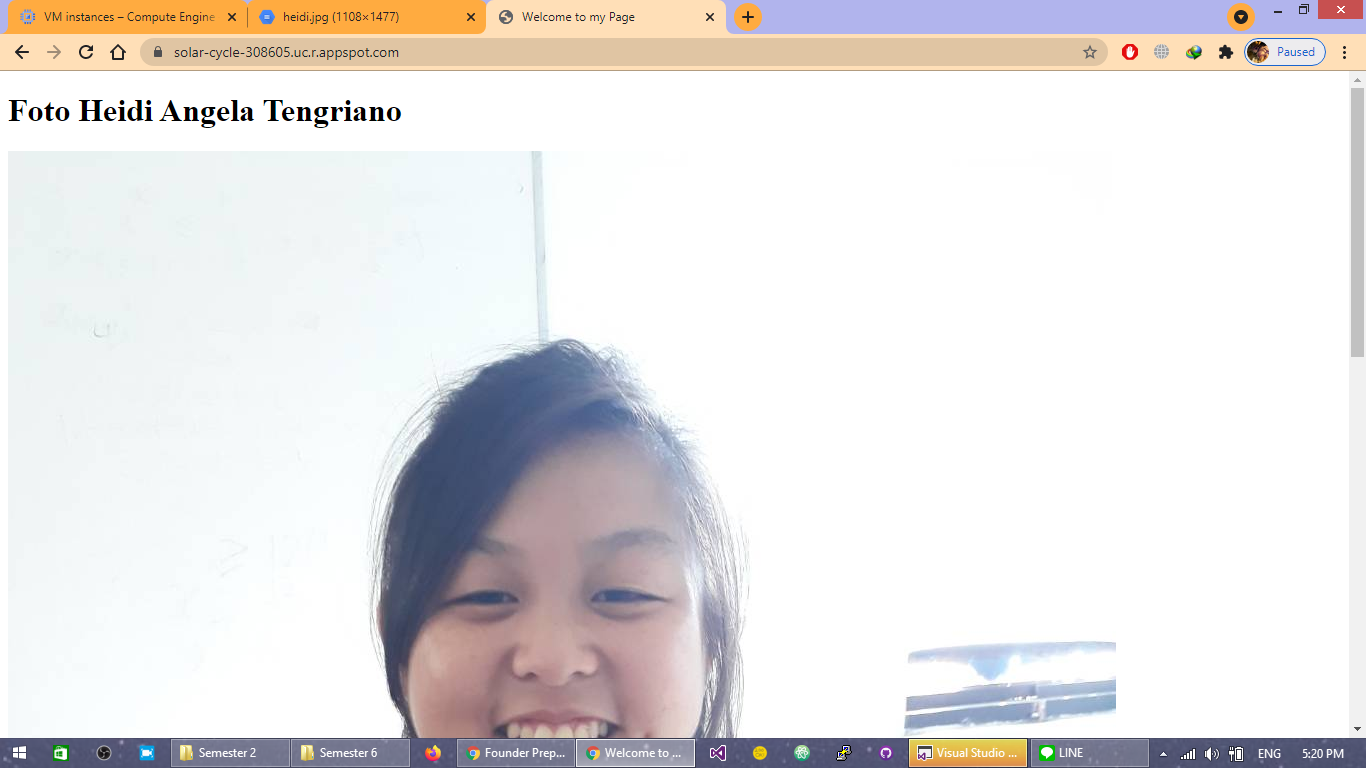 VM instances – Compute Engine
heidi.jpg (1108×1477)
Welcome to my Page
solar-cycle-308605.uc.r.appspot.com
Paused
Foto Heidi Angela Tengriano
Semester 2
Semester 6
Founder Prep...
Welcome to ...
Visual Studio ...
LINE
ENG
5:20 PM